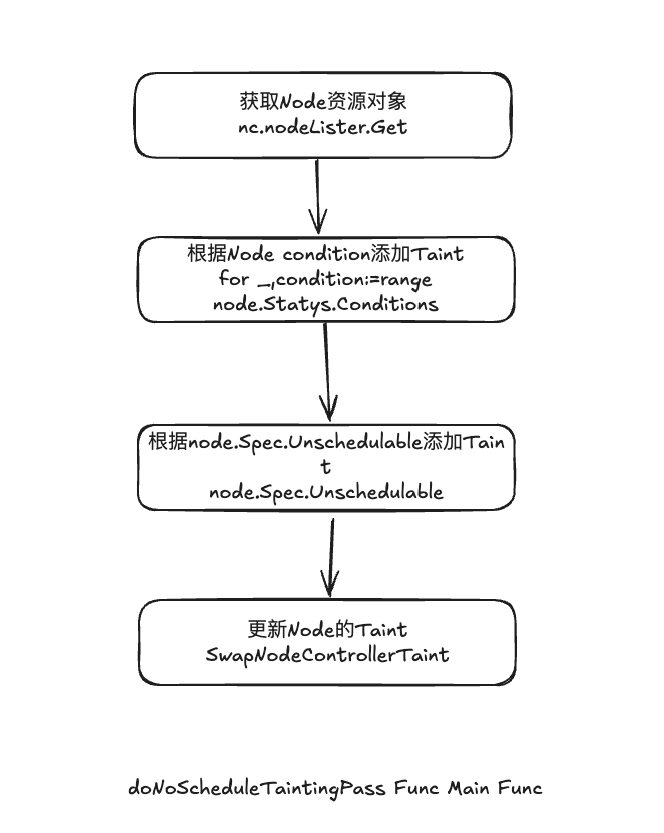 获取Node资源对象
nc.nodeLister.Get
根据Node condition添加Taint
for _,condition:=range
node.Statys.Conditions
根据node.Spec.Unschedulable添加Tain
t
node.Spec.Unschedulable
更新Node的Taint
SwapNodeControllerTaint
doNoScheduleTaintingPass Func Main Func